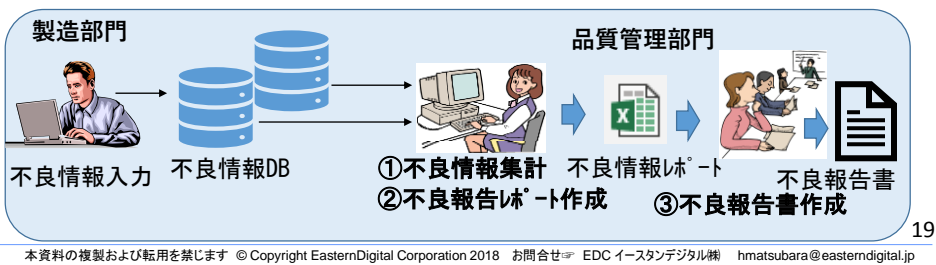 製造部門
品質管理部門
不良情報入力
不良情報DB
①不良情報集計
②不良報告ﾚﾎﾟｰﾄ作成
不良情報ﾚﾎﾟｰﾄ
③不良報告書作成
不良報告書
X
19
本資料の複製および転用を禁じます © Copyright EasternDigital Corporation 2018 お問合せ☞ EDC イースタンデジタル㈱ hmatsubara@easterndigital.jp